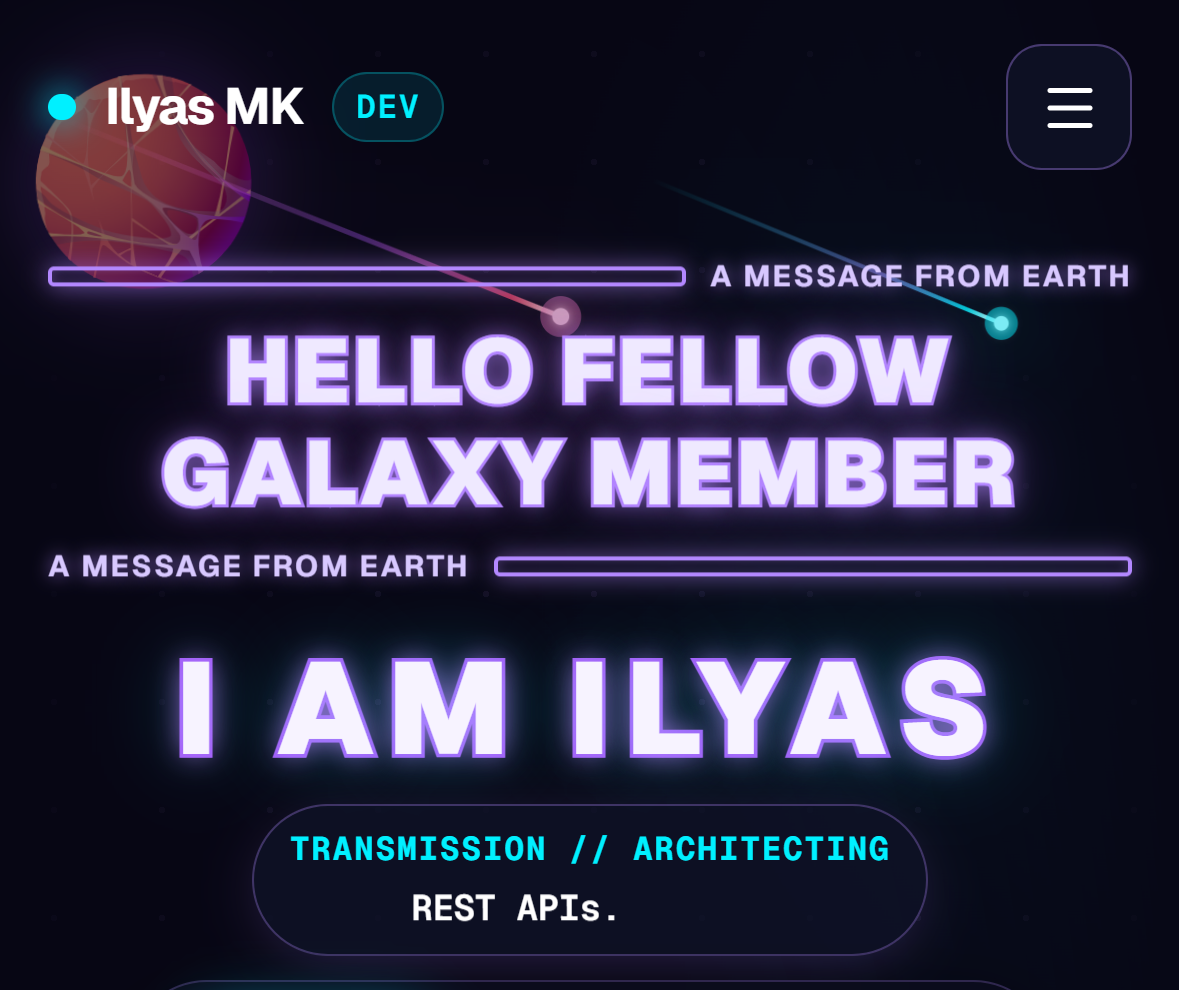 Ilyas MK DEV
A MESSAGE FROM EARTH
HELLO FELLOW
GALAXY MEMBER
A MESSAGE FROM EARTH
I AM ILYAS
TRANSMISSION // ARCHITECTING
REST APIs.